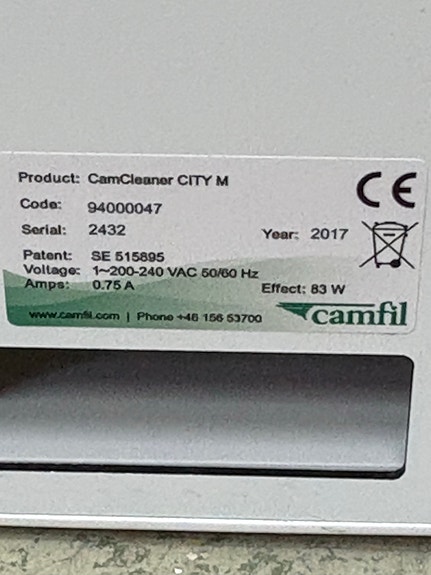 Product: CamCleaner CITY M
CE
Code: 94000047
Serial: 2432
Year: 2017
Patent: SE 515895
Voltage: 1~200-240 VAC 50/60 Hz
Amps: 0.75 A
Effect: 83 W
www.camfil.com | Phone +46 156 53700
camfil